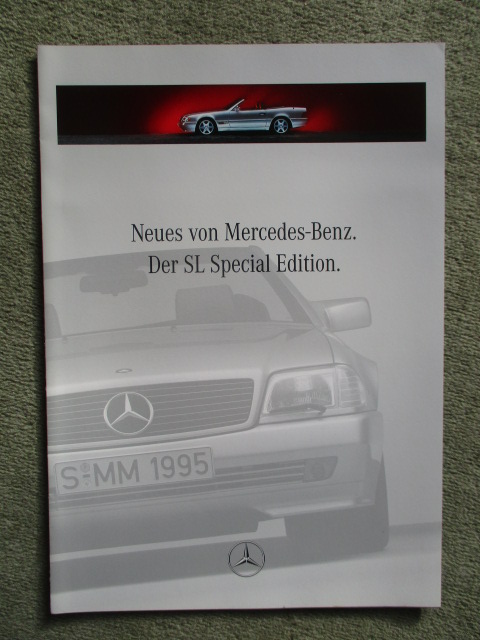 Neues von Mercedes-Benz.
Der SL Special Edition.
S-MM 1995